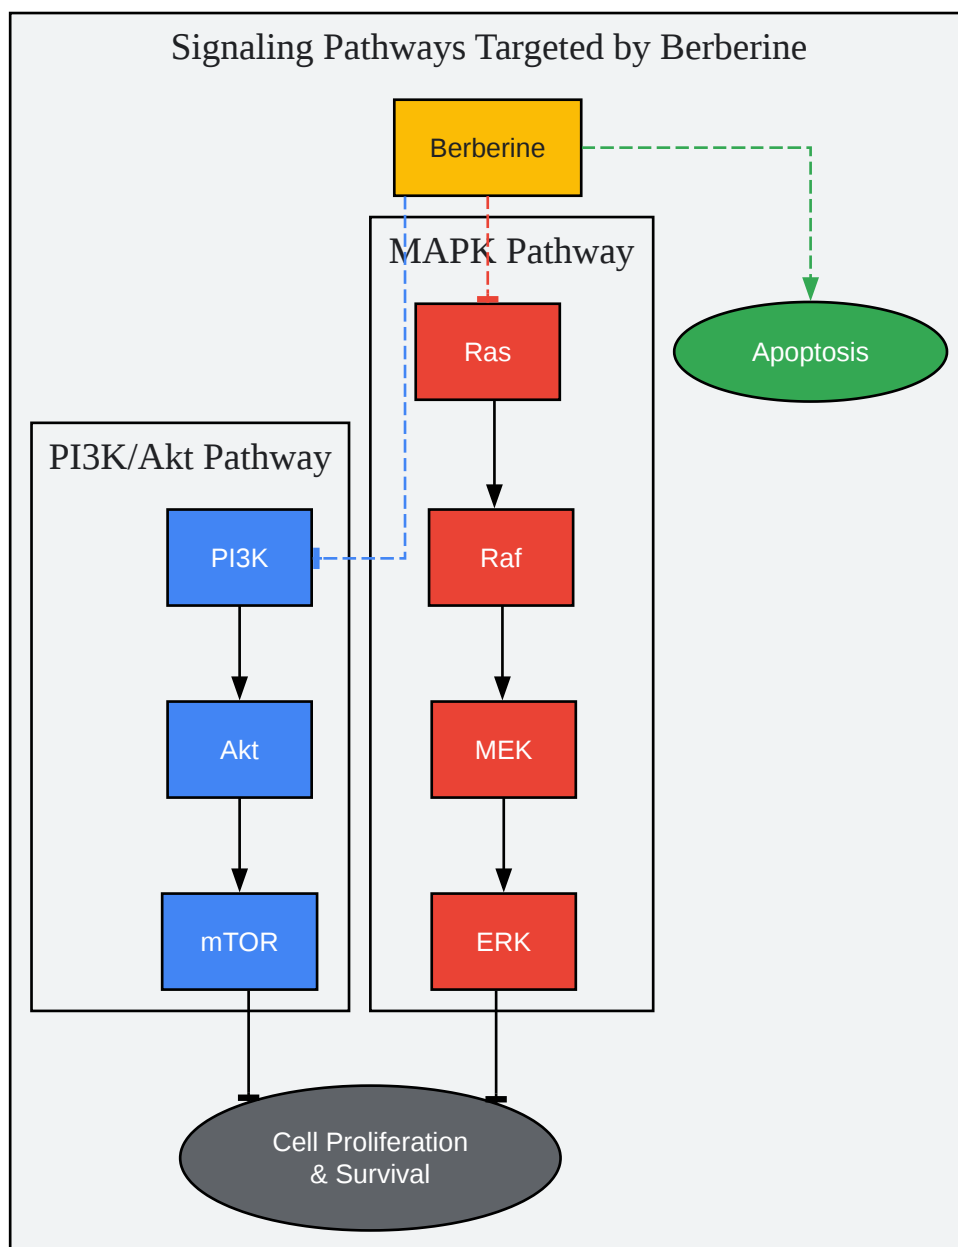 Signaling Pathways Targeted by Berberine
Berberine
MAPK Pathway
Ras
Apoptosis
PI3K/Akt Pathway
PI3K
Raf
Akt
MEK
mTOR
ERK
Cell Proliferation
& Survival